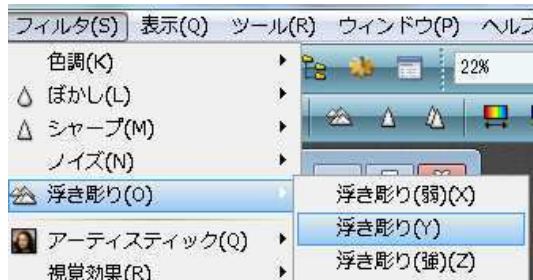 フィルタ(S) 表示(Q) ツール(R) ウィンドウ(P) ヘルプ
色調(K)
22%
ぼかし(L)
シャープ(M)
ノイズ(N)
浮き彫り(O)
浮き彫り(弱)(X)
浮き彫り(Y)
アーティスティック(Q)
浮き彫り(強)(Z)
視覚効果(R)